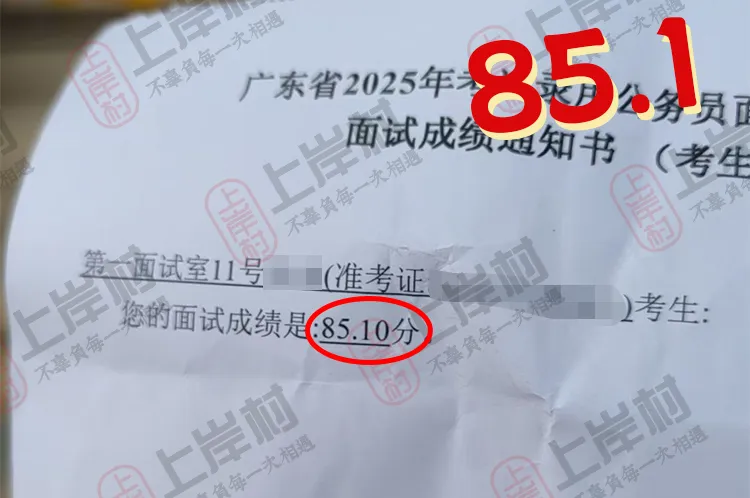 上岸村
不辜負每一次相遇
85.1
广东省2025年考录用公务员面
面试成绩通知书 （考生
第一面试室11号(准考证)考生:
您的面试成绩是:85.10分